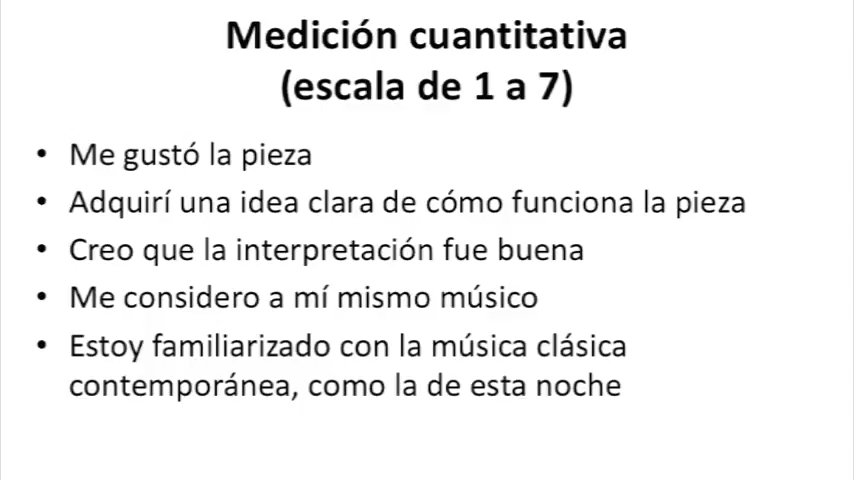 Medición cuantitativa
(escala de 1 a 7)
• Me gustó la pieza
• Adquirí una idea clara de cómo funciona la pieza
• Creo que la interpretación fue buena
• Me considero a mí mismo músico
• Estoy familiarizado con la música clásica
contemporánea, como la de esta noche